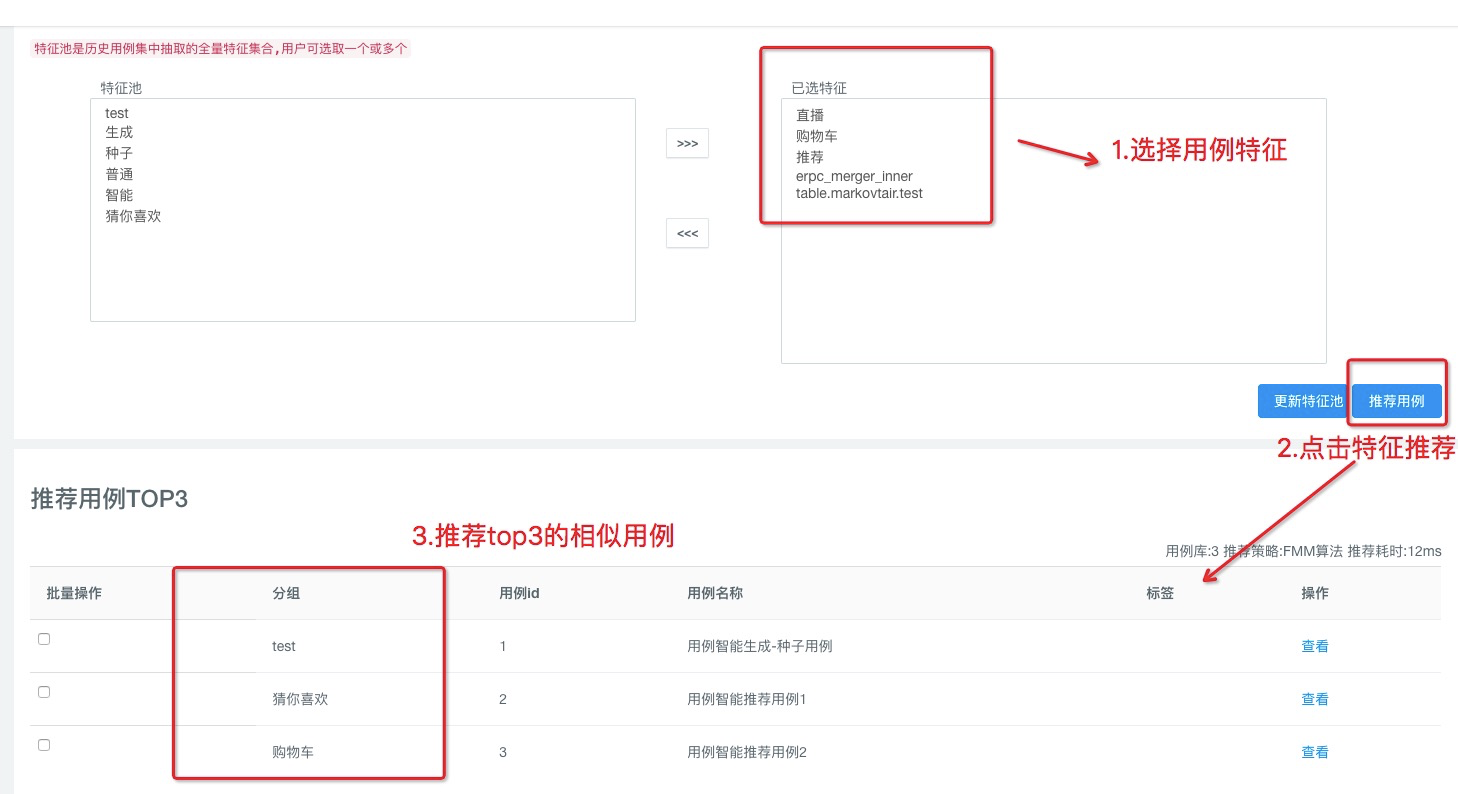 特征池是历史用例集中抽取的全量特征集合,用户可选取一个或多个
特征池
test
生成
种子
普通
智能
猜你喜欢
>>>
<<<
已选特征
直播
购物车
推荐
erpc_merger_inner
table.markovtair.test
1.选择用例特征
更新特征池
推荐用例
2.点击特征推荐
推荐用例TOP3
3.推荐top3的相似用例
用例库:3 推荐策略:FMM算法 推荐耗时:12ms
批量操作 分组 用例id 用例名称 标签 操作
test 1 用例智能生成-种子用例 查看
猜你喜欢 2 用例智能推荐用例1 查看
购物车 3 用例智能推荐用例2 查看